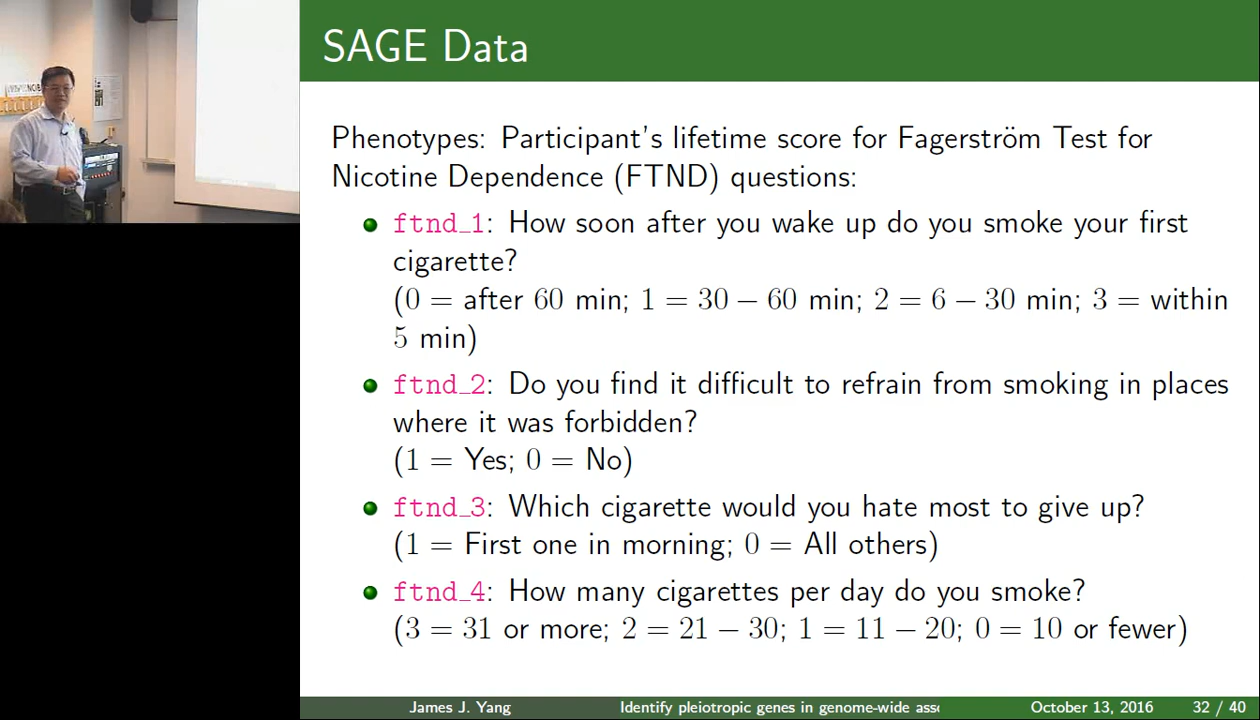 SAGE Data
Phenotypes: Participant's lifetime score for Fagerström Test for
Nicotine Dependence (FTND) questions:
ftnd_1: How soon after you wake up do you smoke your first
cigarette?
(0 = after 60 min; 1 = 30 − 60 min; 2 = 6 − 30 min; 3 = within
5 min)
ftnd_2: Do you find it difficult to refrain from smoking in places
where it was forbidden?
(1 = Yes; 0 = No)
ftnd_3: Which cigarette would you hate most to give up?
(1 = First one in morning; 0 = All others)
ftnd_4: How many cigarettes per day do you smoke?
(3 = 31 or more; 2 = 21 − 30; 1 = 11 − 20; 0 = 10 or fewer)
James J. Yang Identify pleiotropic genes in genome-wide asso October 13, 2016 32 / 40